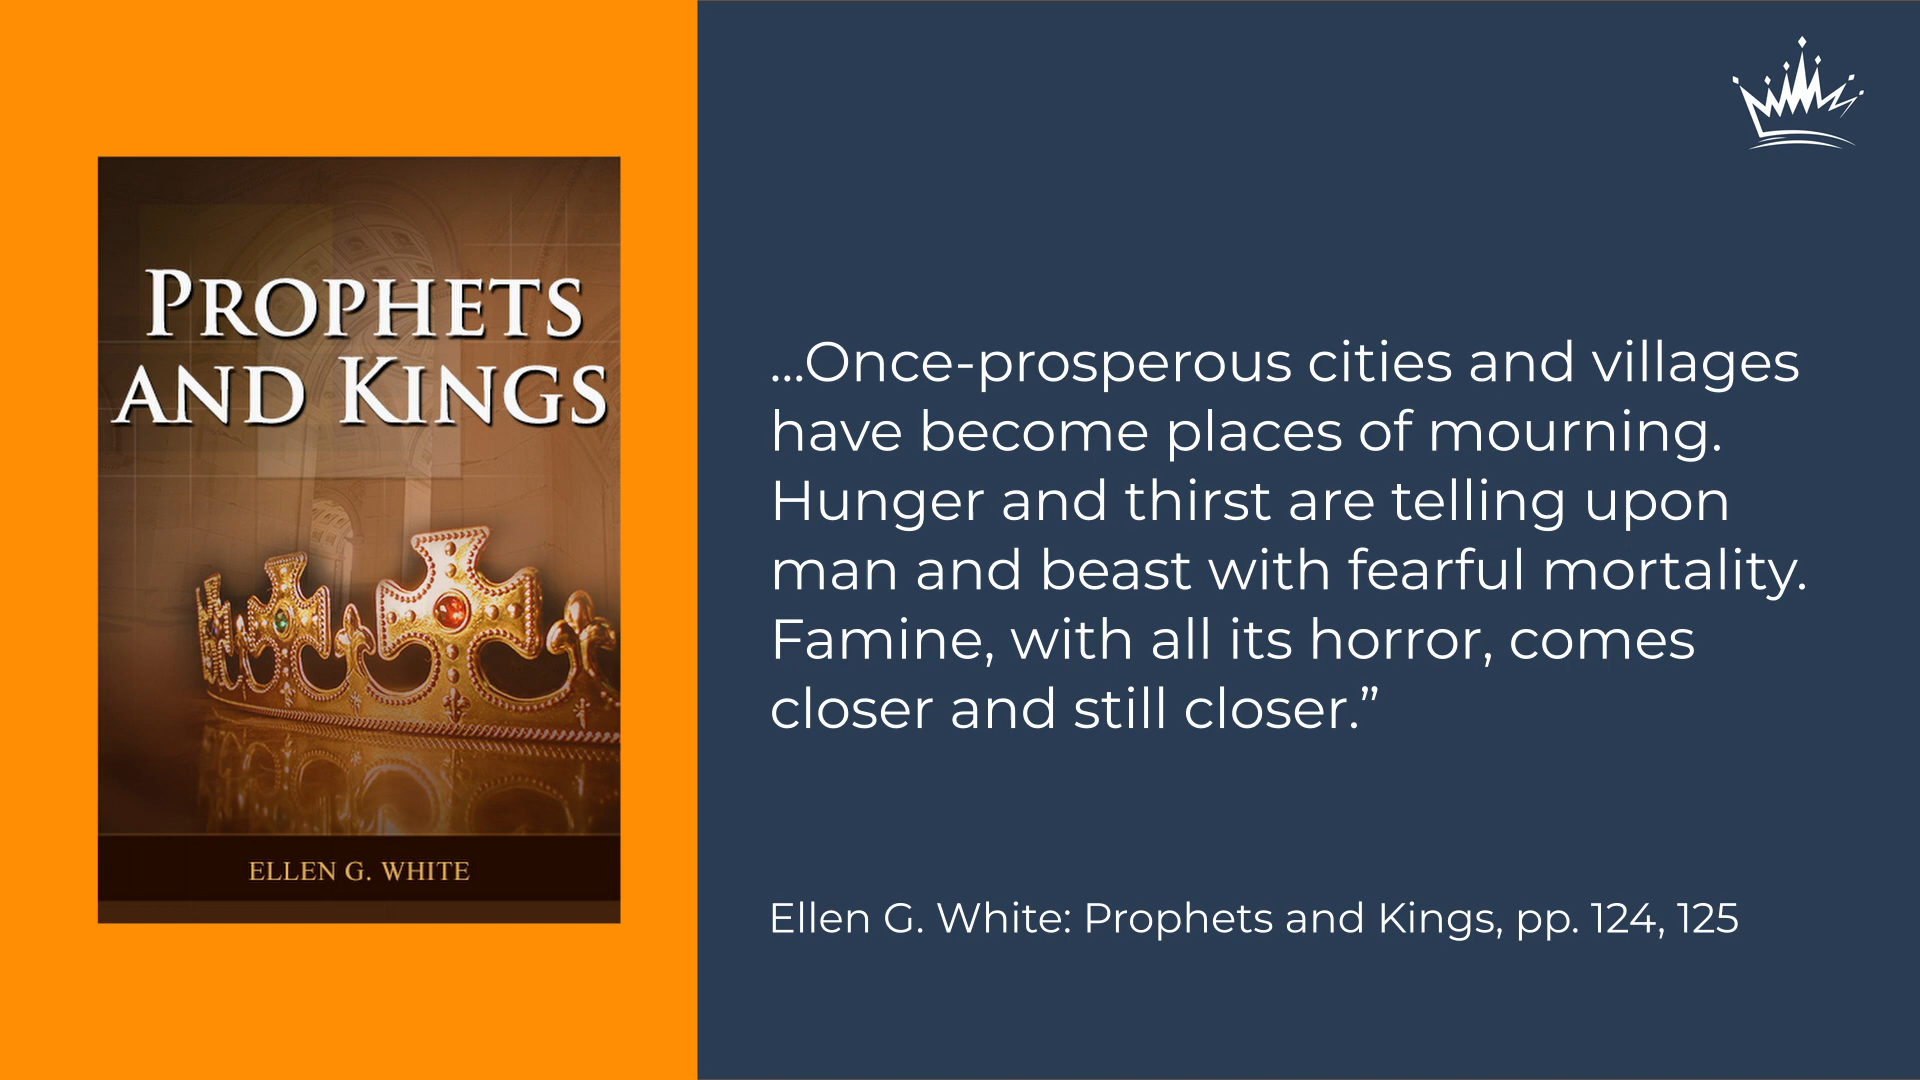 PROPHETS
AND KINGS
ELLEN G. WHITE
...Once-prosperous cities and villages
have become places of mourning.
Hunger and thirst are telling upon
man and beast with fearful mortality.
Famine, with all its horror, comes
closer and still closer.”
Ellen G. White: Prophets and Kings, pp. 124, 125